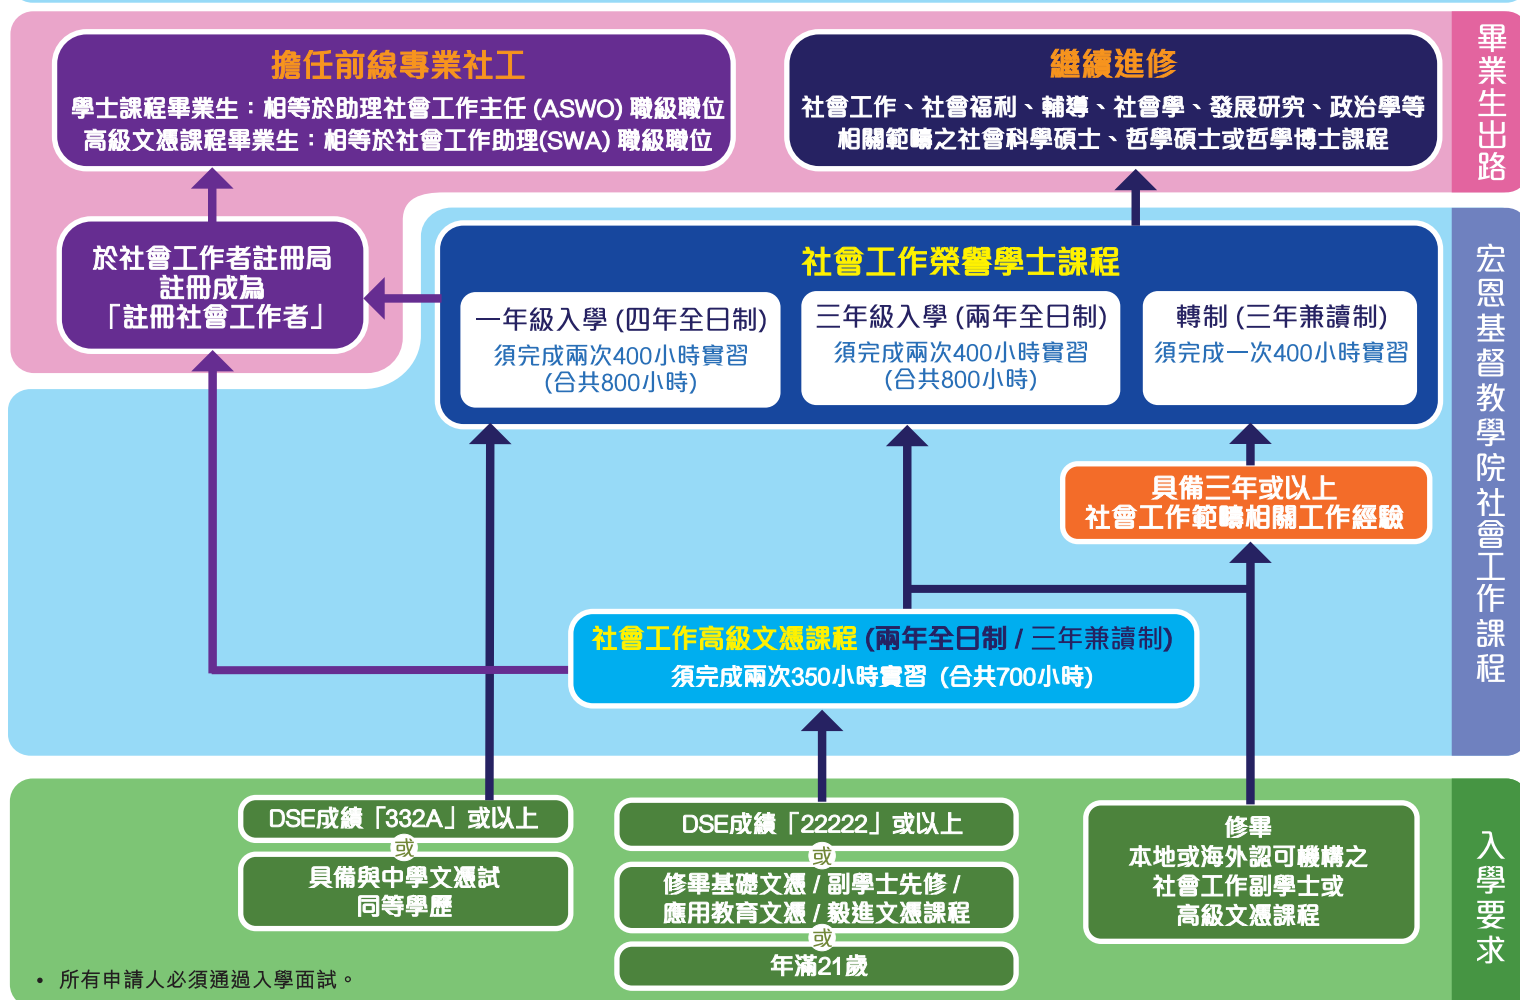 擔任前線專業社工
學士課程畢業生：相等於助理社會工作主任 (ASWO) 職級職位
高級文憑課程畢業生：相等於社會工作助理(SWA) 職級職位
繼續進修
社會工作、社會福利、輔導、社會學、發展研究、政治學等
相關範疇之社會科學碩士、哲學碩士或哲學博士課程
畢業生出路
於社會工作者註冊局
註冊成為
「註冊社會工作者」
社會工作榮譽學士課程
一年級入學 (四年全日制)
須完成兩次400小時實習
(合共800小時)
三年級入學 (兩年全日制)
須完成兩次400小時實習
(合共800小時)
轉制 (三年兼讀制)
須完成一次400小時實習
具備三年或以上
社會工作範疇相關工作經驗
社會工作高級文憑課程 (兩年全日制 / 三年兼讀制)
須完成兩次350小時實習 (合共700小時)
宏恩基督教學院社會工作課程
DSE成績「332A」或以上
或
具備與中學文憑試
同等學歷
DSE成績「22222」或以上
或
修畢基礎文憑 / 副學士先修 /
應用教育文憑 / 毅進文憑課程
或
年滿21歲
修畢
本地或海外認可機構之
社會工作副學士或
高級文憑課程
入學要求
• 所有申請人必須通過入學面試。